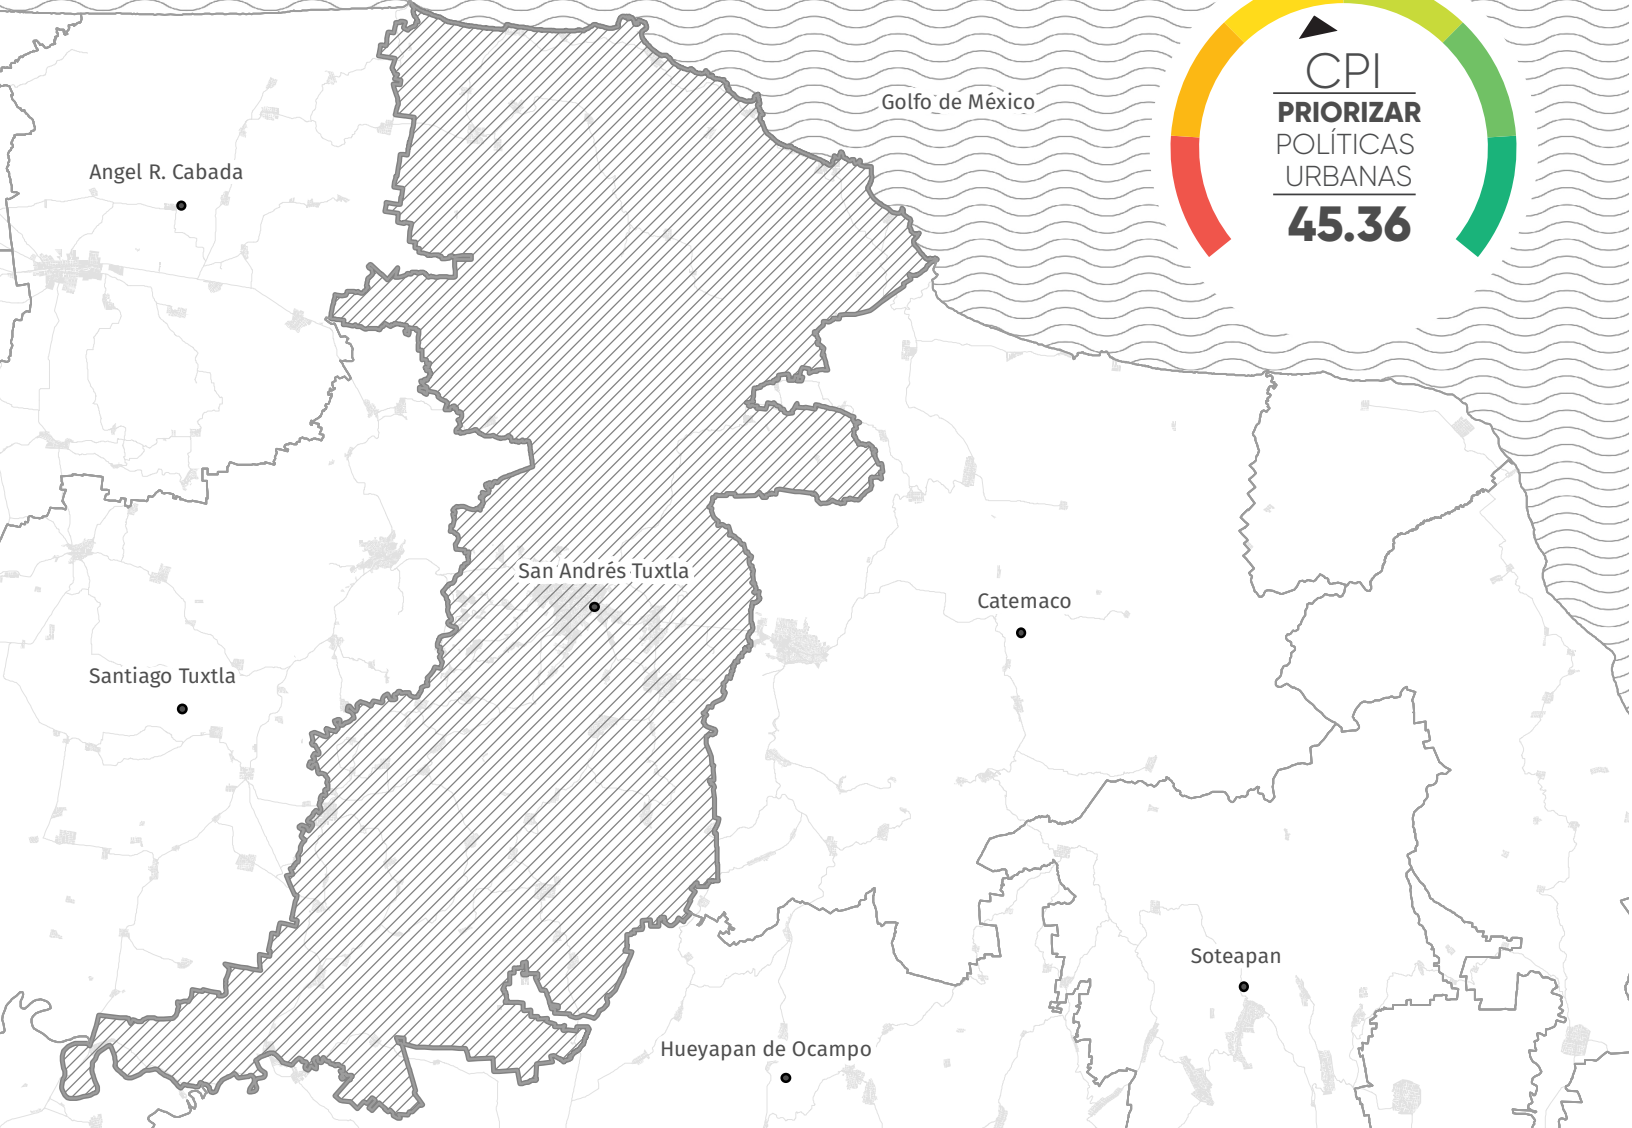 Golfo de México
CPI
PRIORIZAR
POLÍTICAS
URBANAS
45.36
Angel R. Cabada
San Andrés Tuxtla
Catemaco
Santiago Tuxtla
Soteapan
Hueyapan de Ocampo